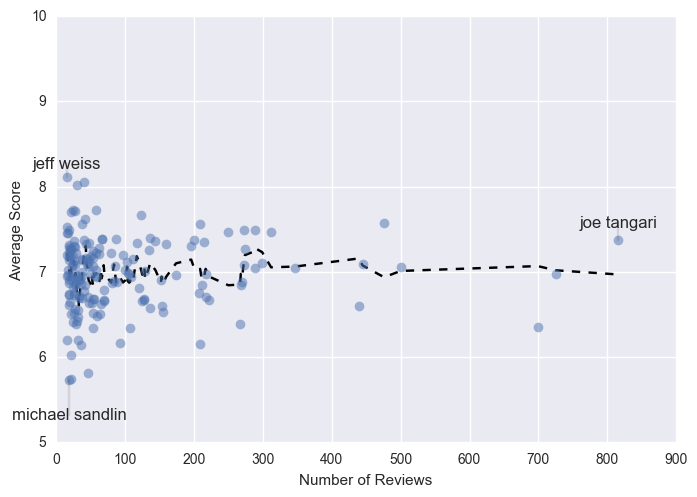 10
9
8
7
6
5
Average Score
jeff weiss
joe tangari
michael sandlin
0 100 200 300 400 500 600 700 800 900
Number of Reviews